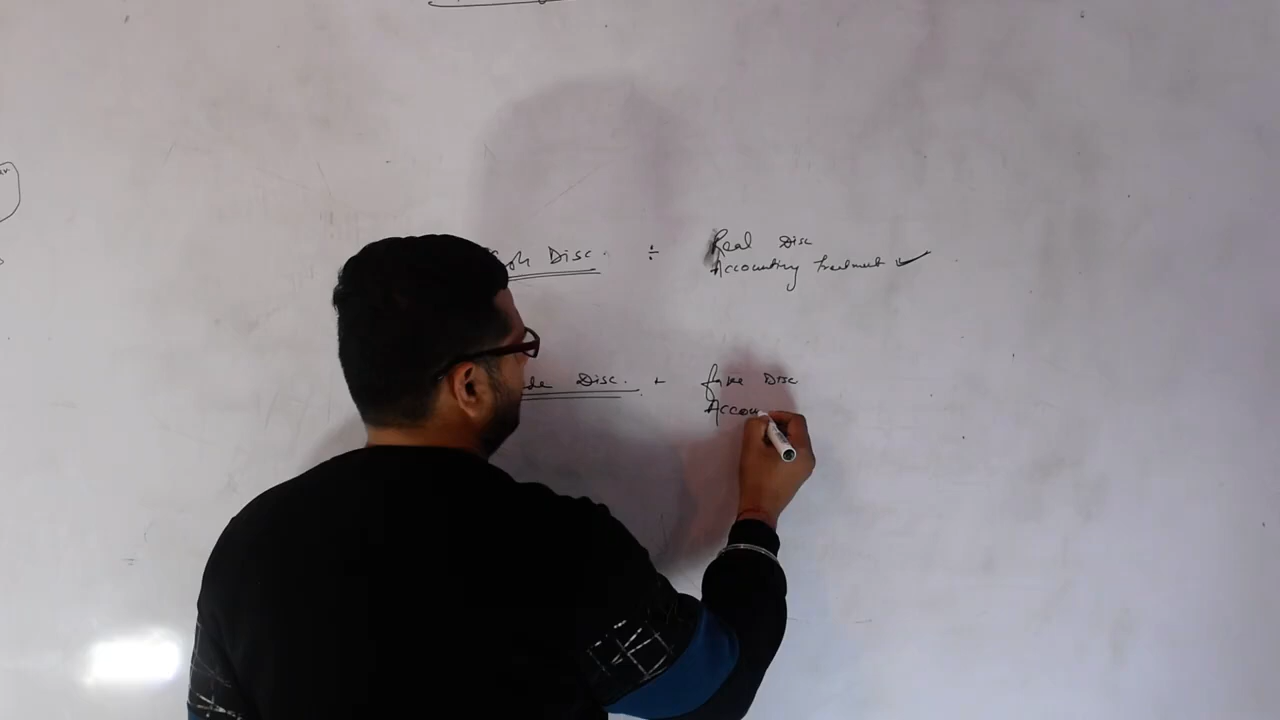 Disc. ÷ Real Disc
Accounting Treatment ✓
Disc. fake Disc
Accou